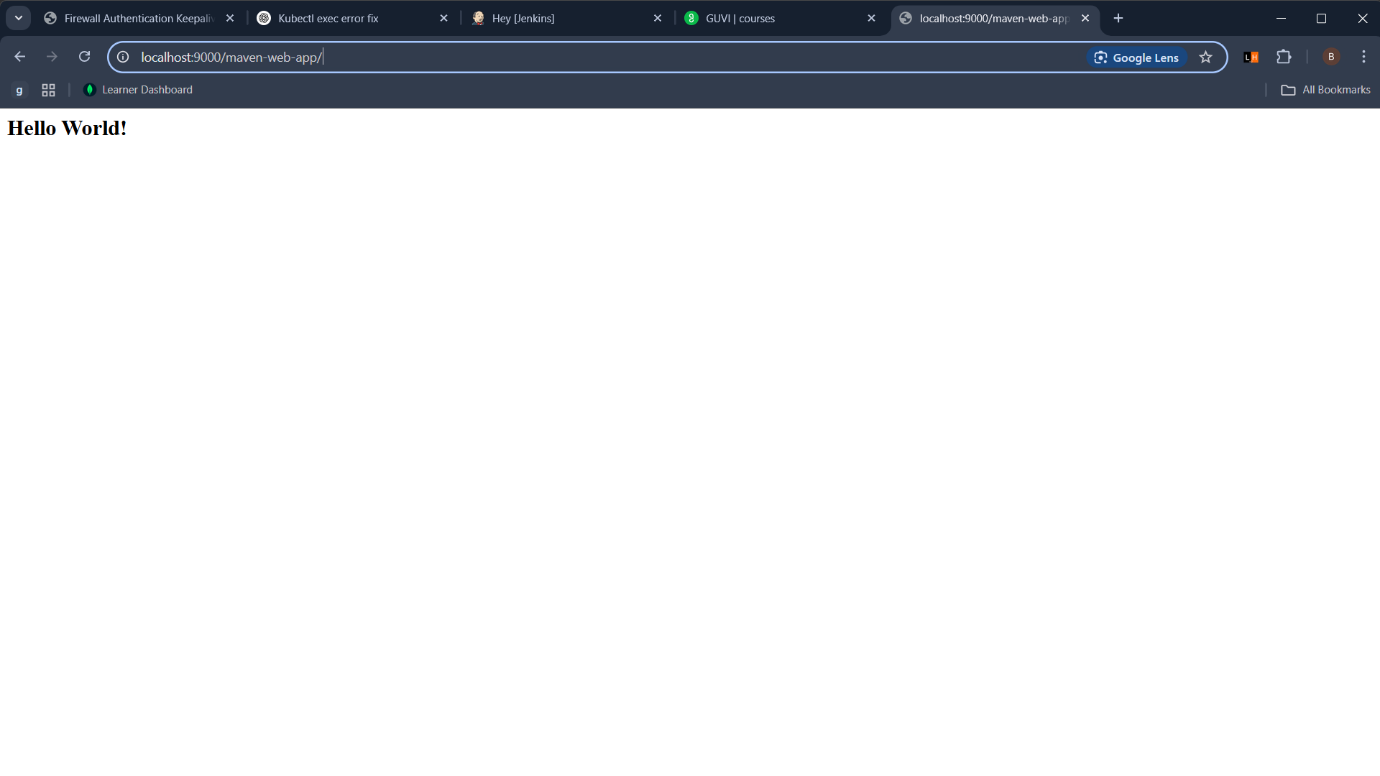 Firewall Authentication Keepaliv
Kubectl exec error fix
Hey [Jenkins]
GUVI | courses
localhost:9000/maven-web-app
localhost:9000/maven-web-app/
Google Lens
L H
B
g
Learner Dashboard
All Bookmarks
Hello World!